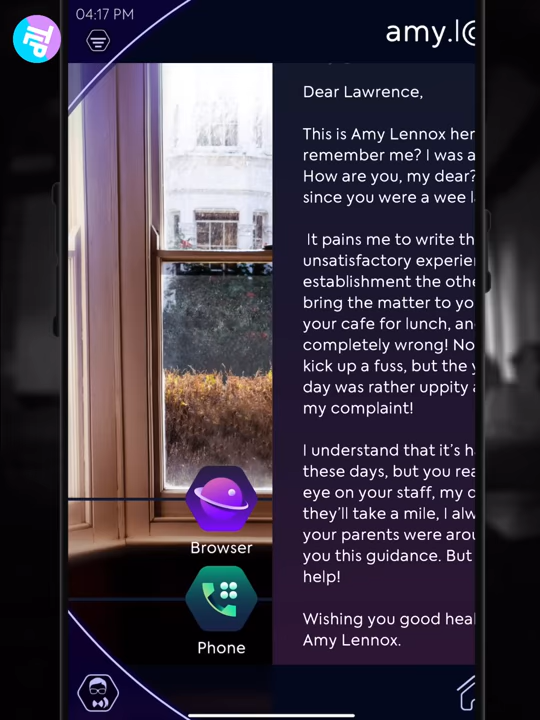 04:17 PM
amy.l@
Dear Lawrence,
This is Amy Lennox her
remember me? I was a
How are you, my dear?
since you were a wee l
It pains me to write th
unsatisfactory experien
establishment the othe
bring the matter to yo
your cafe for lunch, an
completely wrong! No
kick up a fuss, but the y
day was rather uppity a
my complaint!
I understand that it's h
these days, but you rea
eye on your staff, my c
they'll take a mile, I alw
your parents were arou
you this guidance. But
help!
Wishing you good heal
Amy Lennox.
Browser
Phone